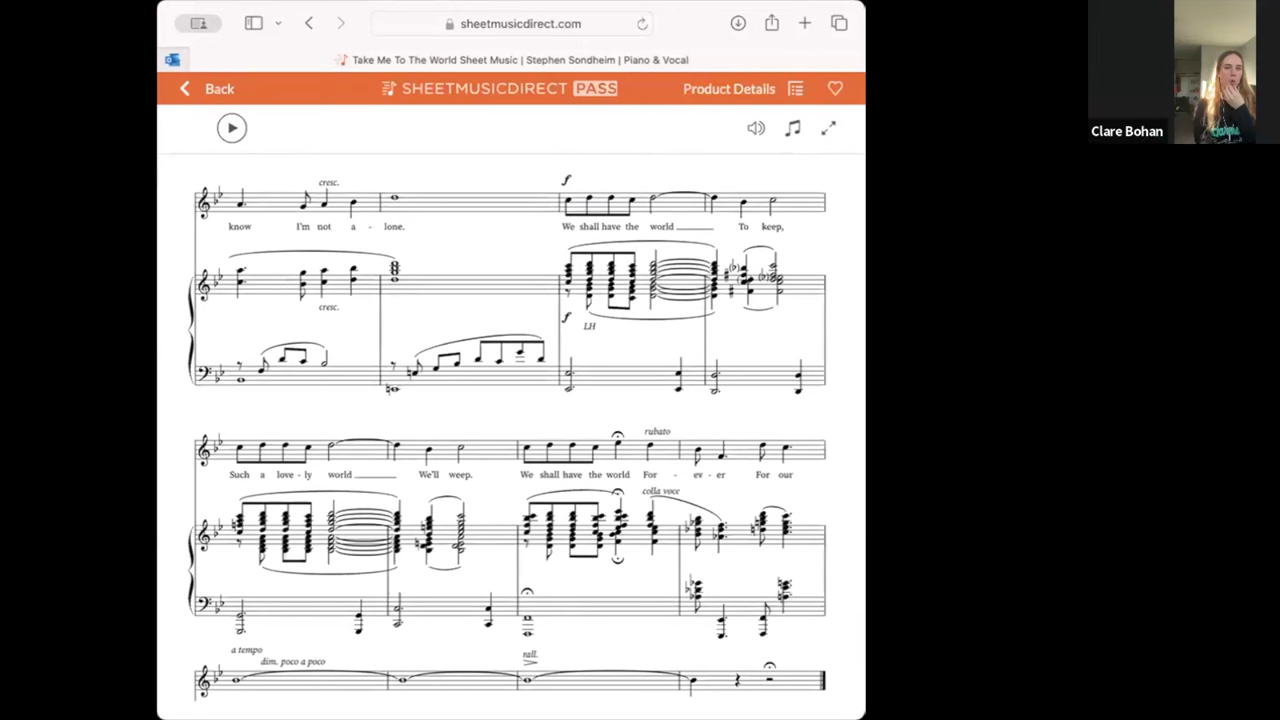 sheetmusicdirect.com
Take Me To The World Sheet Music | Stephen Sondheim | Piano & Vocal
Back
SHEETMUSICDIRECT PASS
Product Details
Clare Bohan
cresc.
know I'm not a - lone.
f
We shall have the world To keep,
cresc.
f
LH
rubato
Such a love - ly world We'll weep.
We shall have the world For - ev - er For our
colla voce
a tempo
dim. poco a poco
rall.